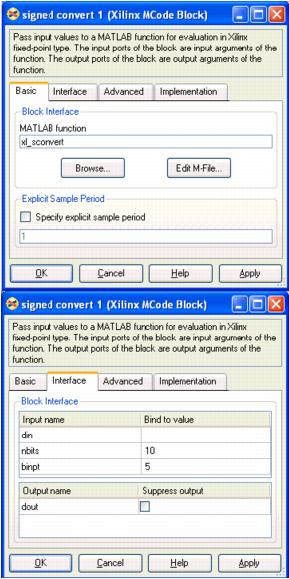 signed convert 1 (Xilinx MCode Block)
Pass input values to a MATLAB function for evaluation in Xilinx
fixed-point type. The input ports of the block are input arguments of the
function. The output ports of the block are output arguments of the
function.
Basic Interface Advanced Implementation
Block Interface
MATLAB function
xl_sconvert
Browse... Edit M-File...
Explicit Sample Period
Specify explicit sample period
1
OK Cancel Help Apply
signed convert 1 (Xilinx MCode Block)
Pass input values to a MATLAB function for evaluation in Xilinx
fixed-point type. The input ports of the block are input arguments of the
function. The output ports of the block are output arguments of the
function.
Basic Interface Advanced Implementation
Block Interface
Input name Bind to value
din
nbits 10
binpt 5
Output name Suppress output
dout
OK Cancel Help Apply